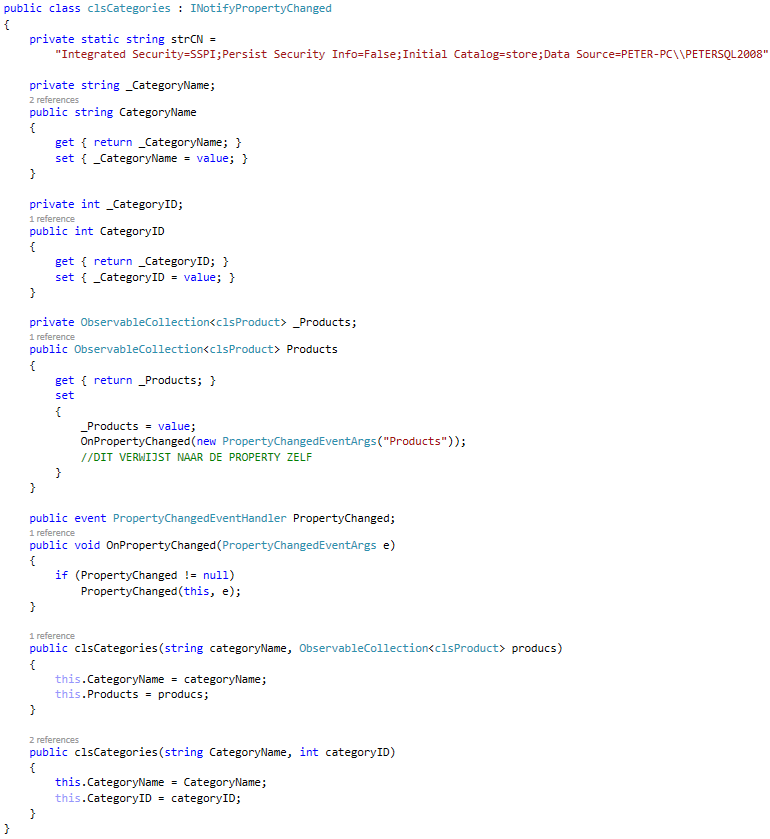 public class clsCategories : INotifyPropertyChanged
{
    private static string strCN =
        "Integrated Security=SSPI;Persist Security Info=False;Initial Catalog=store;Data Source=PETER-PC\\PETERSQL2008"

    private string _CategoryName;
    2 references
    public string CategoryName
    {
        get { return _CategoryName; }
        set { _CategoryName = value; }
    }

    private int _CategoryID;
    1 reference
    public int CategoryID
    {
        get { return _CategoryID; }
        set { _CategoryID = value; }
    }

    private ObservableCollection<clsProduct> _Products;
    1 reference
    public ObservableCollection<clsProduct> Products
    {
        get { return _Products; }
        set
        {
            _Products = value;
            OnPropertyChanged(new PropertyChangedEventArgs("Products"));
            //DIT VERWIJST NAAR DE PROPERTY ZELF
        }
    }

    public event PropertyChangedEventHandler PropertyChanged;
    1 reference
    public void OnPropertyChanged(PropertyChangedEventArgs e)
    {
        if (PropertyChanged != null)
            PropertyChanged(this, e);
    }

    1 reference
    public clsCategories(string categoryName, ObservableCollection<clsProduct> producs)
    {
        this.CategoryName = categoryName;
        this.Products = producs;
    }

    2 references
    public clsCategories(string CategoryName, int categoryID)
    {
        this.CategoryName = CategoryName;
        this.CategoryID = categoryID;
    }
}